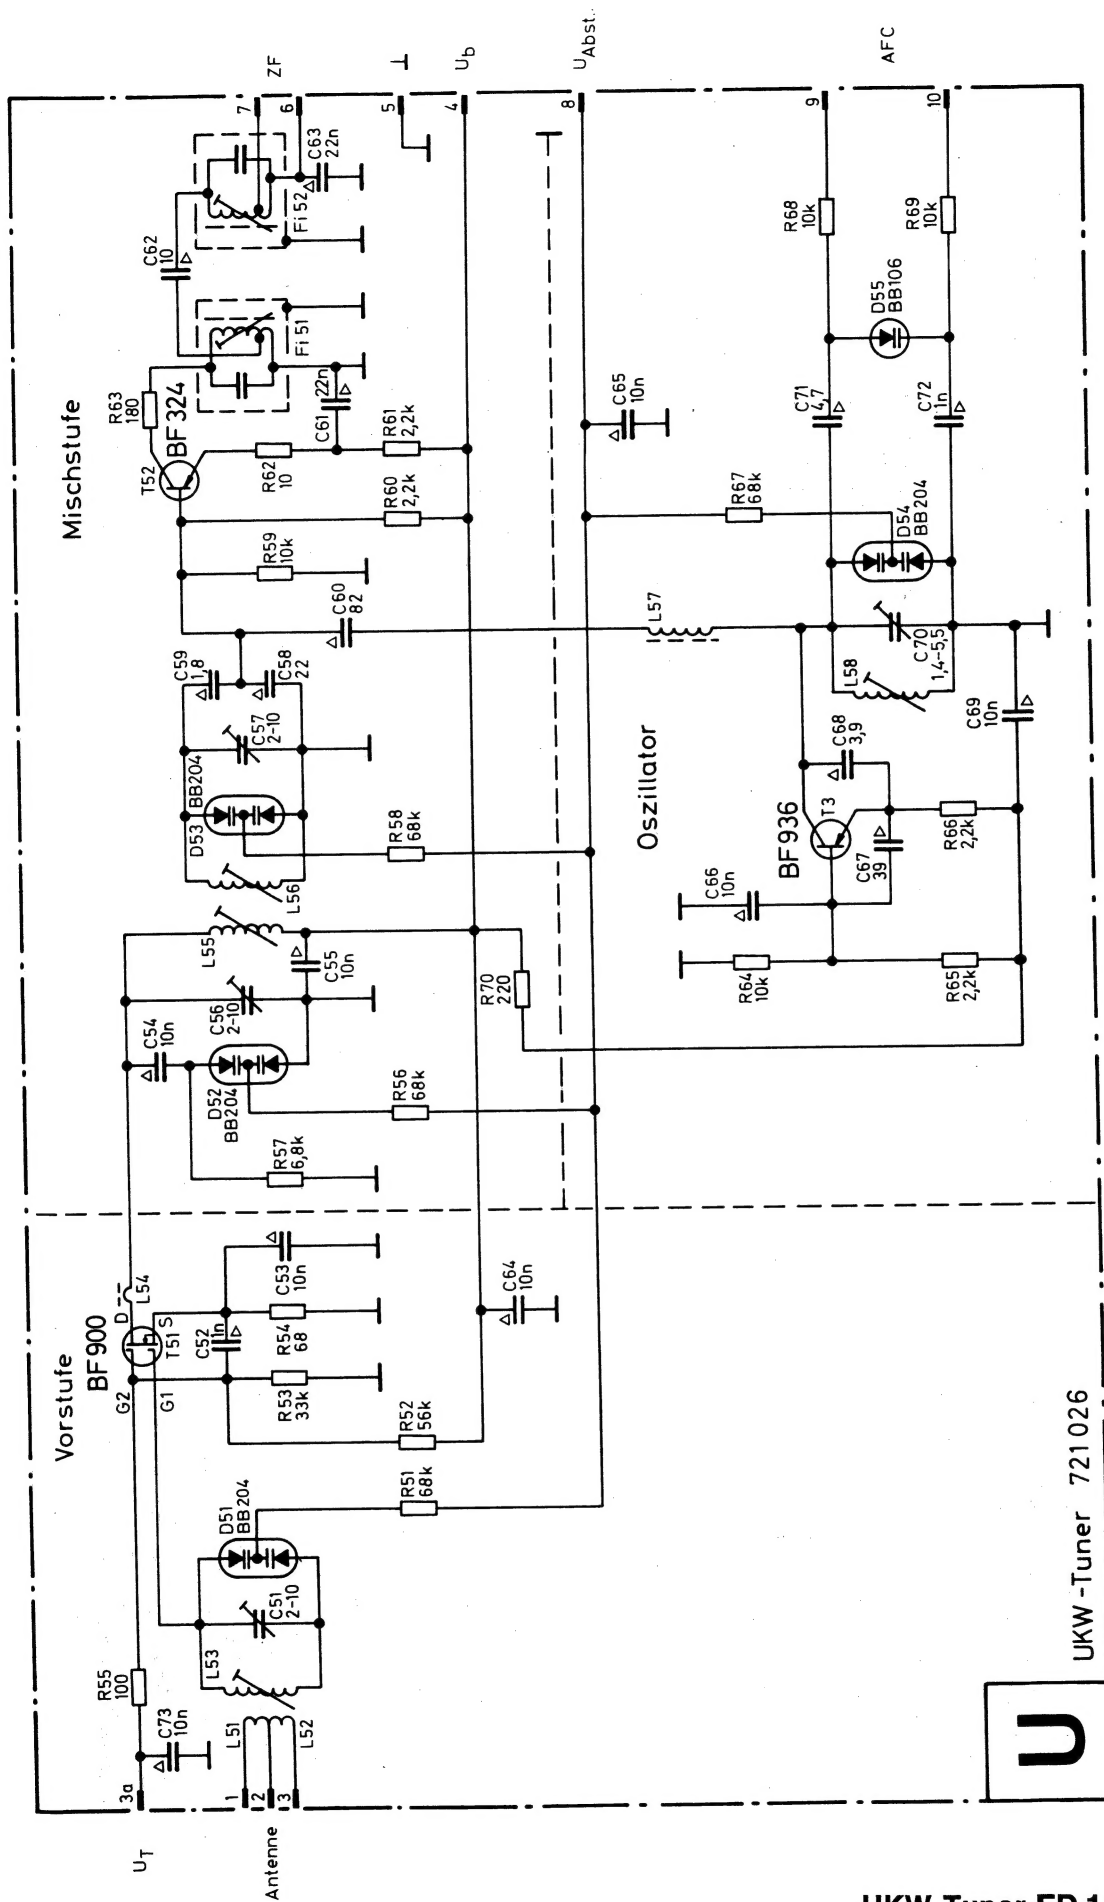 Vorstufe
BF900
Mischstufe
BF324
Oszillator
BF936
U_T
3a
C73
10n
R55
100
Antenne
1
2
3
L51
L52
L53
C51
2-10
D51
BB204
R51
68k
R52
56k
G2
G1
D
S
T51
L54
R53
33k
C52
1n
R54
68
C53
10n
C64
10n
R57
6,8k
D52
BB204
C54
10n
R56
68k
C56
2-10
C55
10n
L55
R70
220
L56
D53
BB204
R58
68k
C57
2-10
C59
1,8
C58
22
C60
82
R59
10k
R60
2,2k
R61
2,2k
T52
R62
10
R63
180
C61
22n
Fi 51
C62
10
Fi 52
C63
22n
7
6
ZF
5
⊥
4
U_b
8
U_Abst.
C65
10n
R67
68k
L57
R64
10k
R65
2,2k
C66
10n
T3
C67
39
C68
3,9
R66
2,2k
C69
10n
L58
C70
1,4-5,5
D54
BB204
C71
4,7
C72
1n
D55
BB106
R68
10k
R69
10k
9
10
AFC
U
UKW-Tuner 721 026